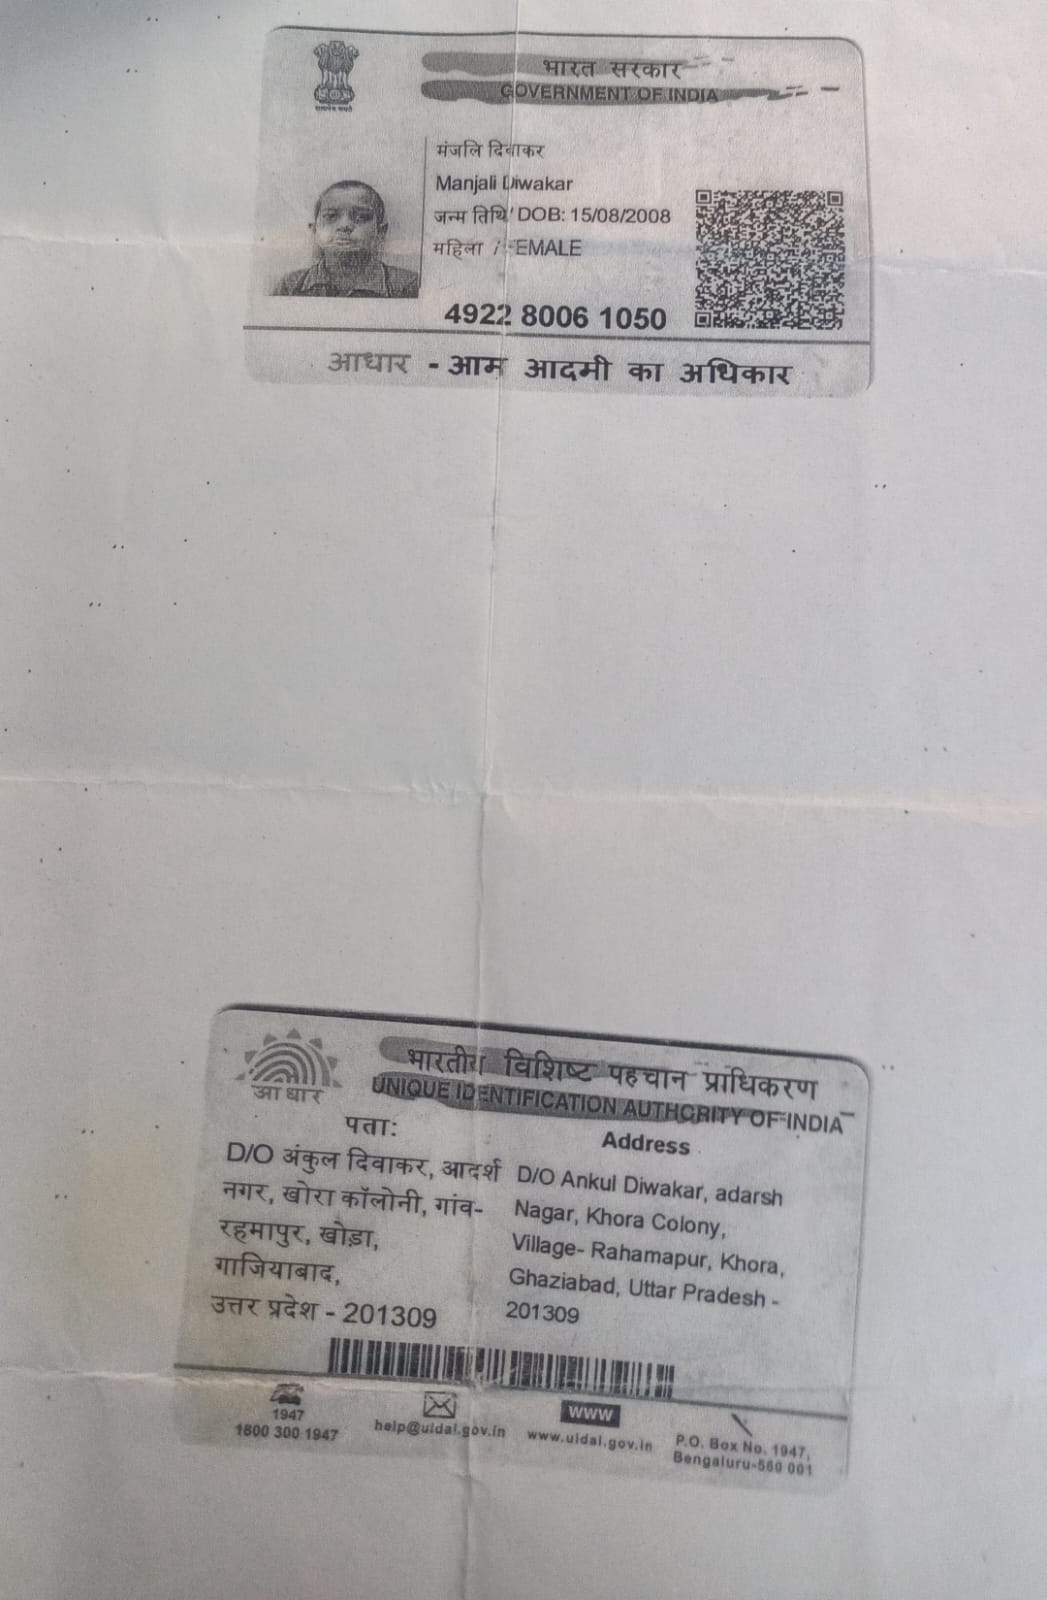 भारत सरकार
GOVERNMENT OF INDIA
मंजलि दिवाकर
Manjali Diwakar
जन्म तिथि/ DOB: 15/08/2008
महिला / FEMALE
4922 8006 1050
आधार - आम आदमी का अधिकार
आधार
भारतीय विशिष्ट पहचान प्राधिकरण
UNIQUE IDENTIFICATION AUTHORITY OF INDIA
पता:
D/O अंकुल दिवाकर, आदर्श
नगर, खोरा कॉलोनी, गांव-
रहमापुर, खोड़ा,
गाजियाबाद,
उत्तर प्रदेश - 201309
Address
D/O Ankul Diwakar, adarsh
Nagar, Khora Colony,
Village- Rahamapur, Khora,
Ghaziabad, Uttar Pradesh -
201309
1947
1800 300 1947
help@uidai.gov.in
www
www.uidai.gov.in
P.O. Box No. 1947,
Bengaluru-560 001